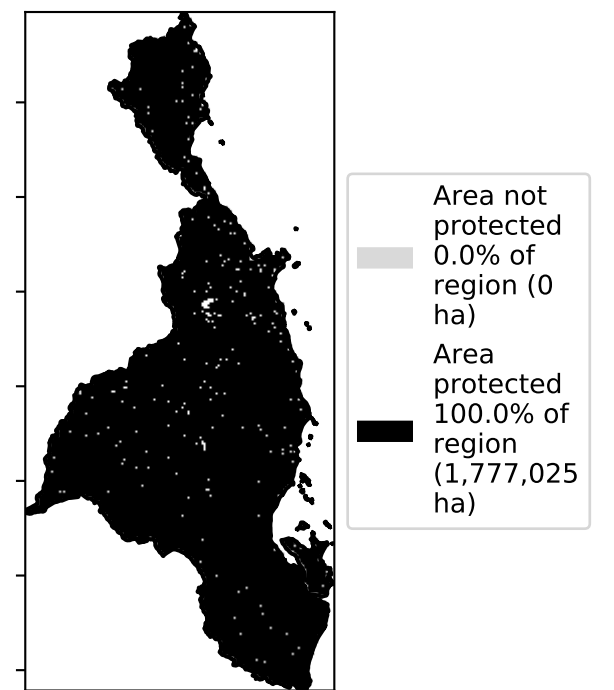 Area not
protected
0.0% of
region (0
ha)
Area
protected
100.0% of
region
(1,777,025
ha)